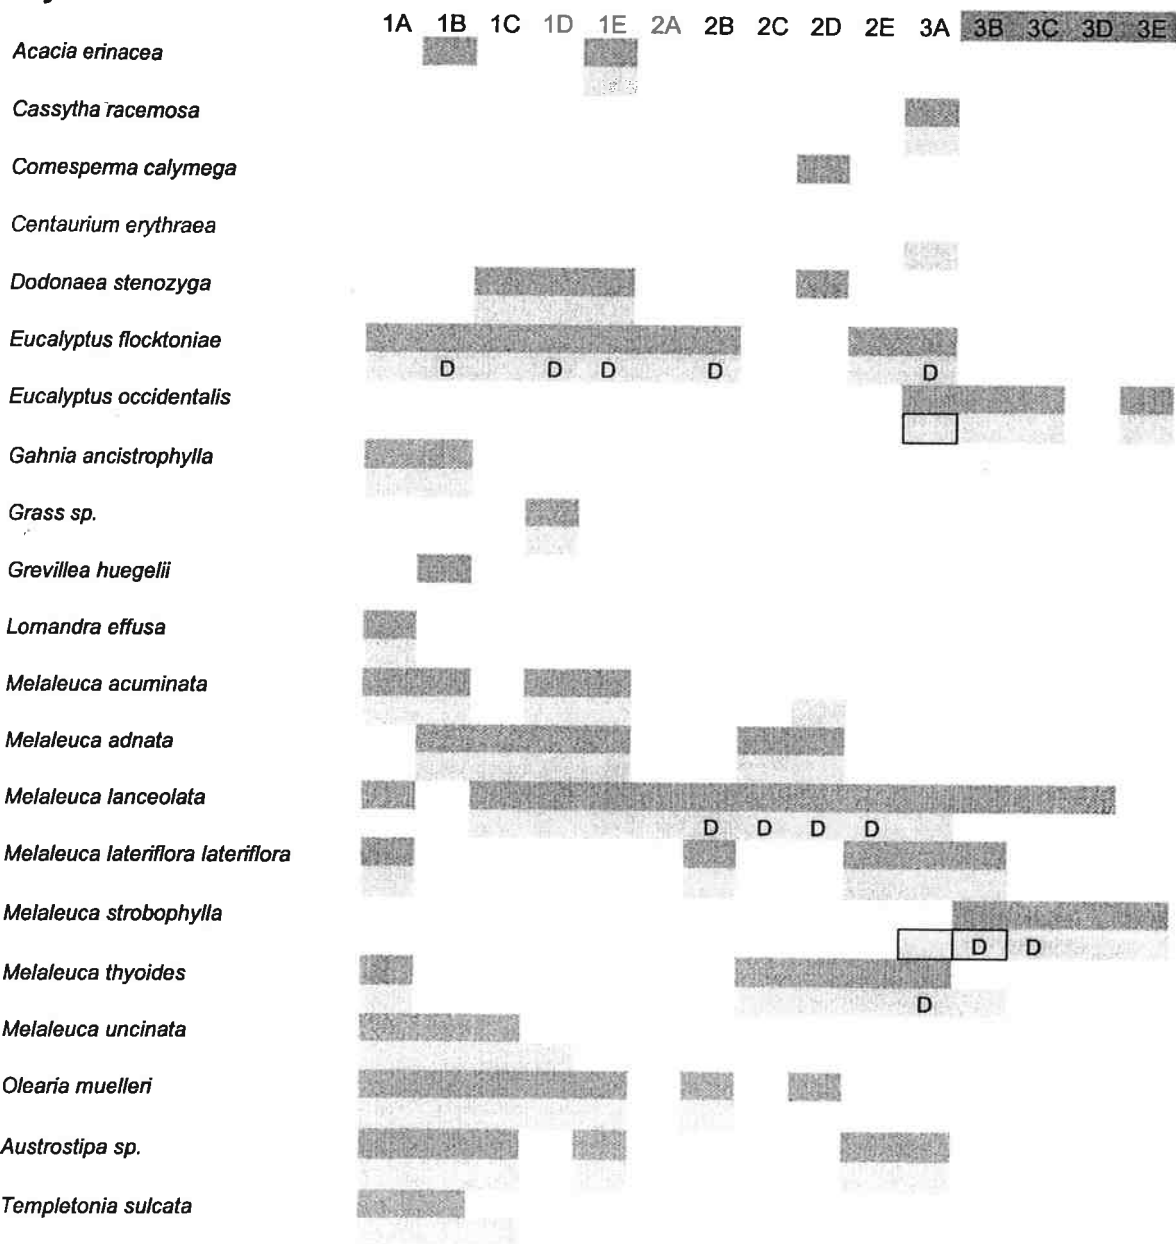 1A 1B 1C 1D 1E 2A 2B 2C 2D 2E 3A 3B 3C 3D 3E
Acacia erinacea
Cassytha racemosa
Comesperma calymega
Centaurium erythraea
Dodonaea stenozyga
Eucalyptus flocktoniae
D D D D D
Eucalyptus occidentalis
Gahnia ancistrophylla
Grass sp.
Grevillea huegelii
Lomandra effusa
Melaleuca acuminata
Melaleuca adnata
Melaleuca lanceolata
D D D D
Melaleuca lateriflora lateriflora
Melaleuca strobophylla
D D
Melaleuca thyoides
D
Melaleuca uncinata
Olearia muelleri
Austrostipa sp.
Templetonia sulcata